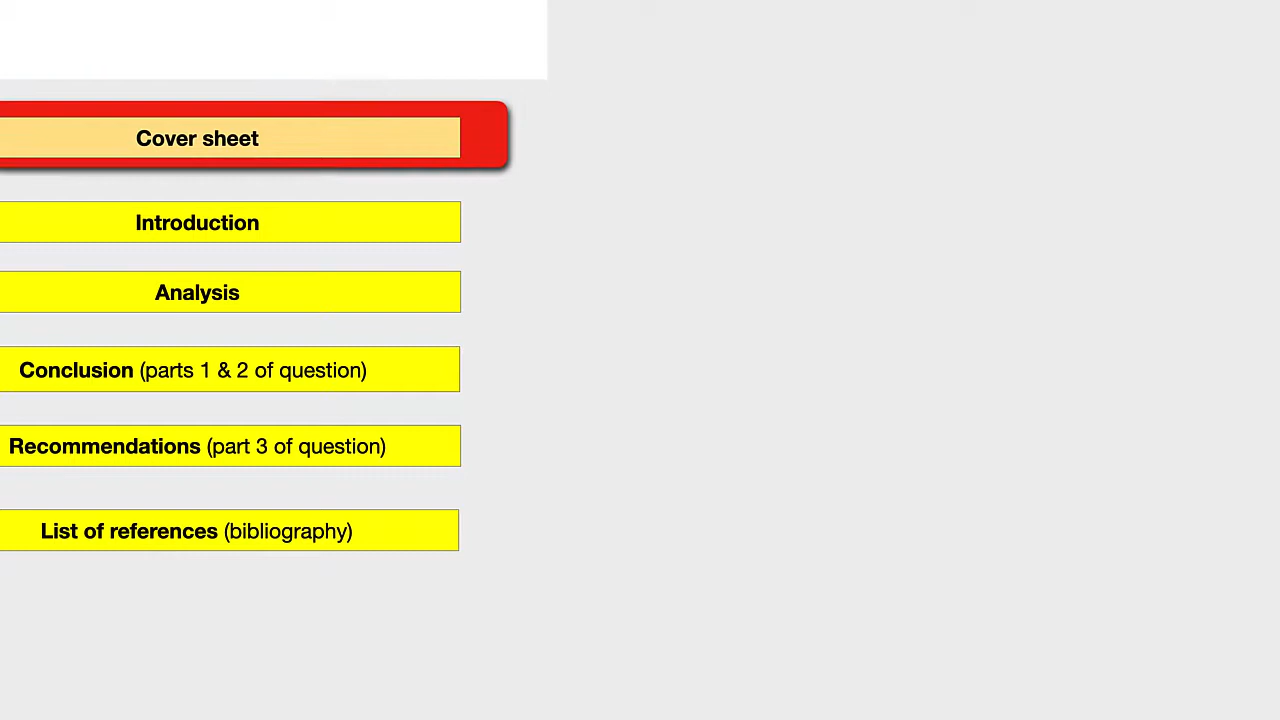 Cover sheet
Introduction
Analysis
Conclusion (parts 1 & 2 of question)
Recommendations (part 3 of question)
List of references (bibliography)